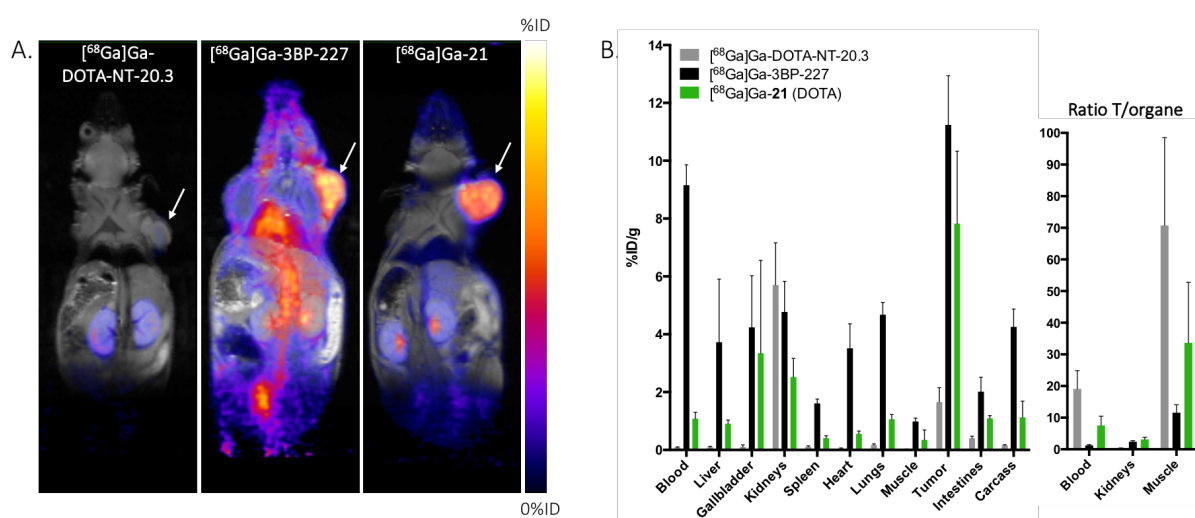 A.
%ID
[⁶⁸Ga]Ga-
DOTA-NT-20.3
[⁶⁸Ga]Ga-3BP-227
[⁶⁸Ga]Ga-21
0%ID
B.
[⁶⁸Ga]Ga-DOTA-NT-20.3
[⁶⁸Ga]Ga-3BP-227
[⁶⁸Ga]Ga-21 (DOTA)
%ID/g
14
12
10
8
6
4
2
0
Blood
Liver
Gallbladder
Kidneys
Spleen
Heart
Lungs
Muscle
Tumor
Intestines
Carcass
Ratio T/organe
100
90
80
70
60
50
40
30
20
10
0
Blood
Kidneys
Muscle